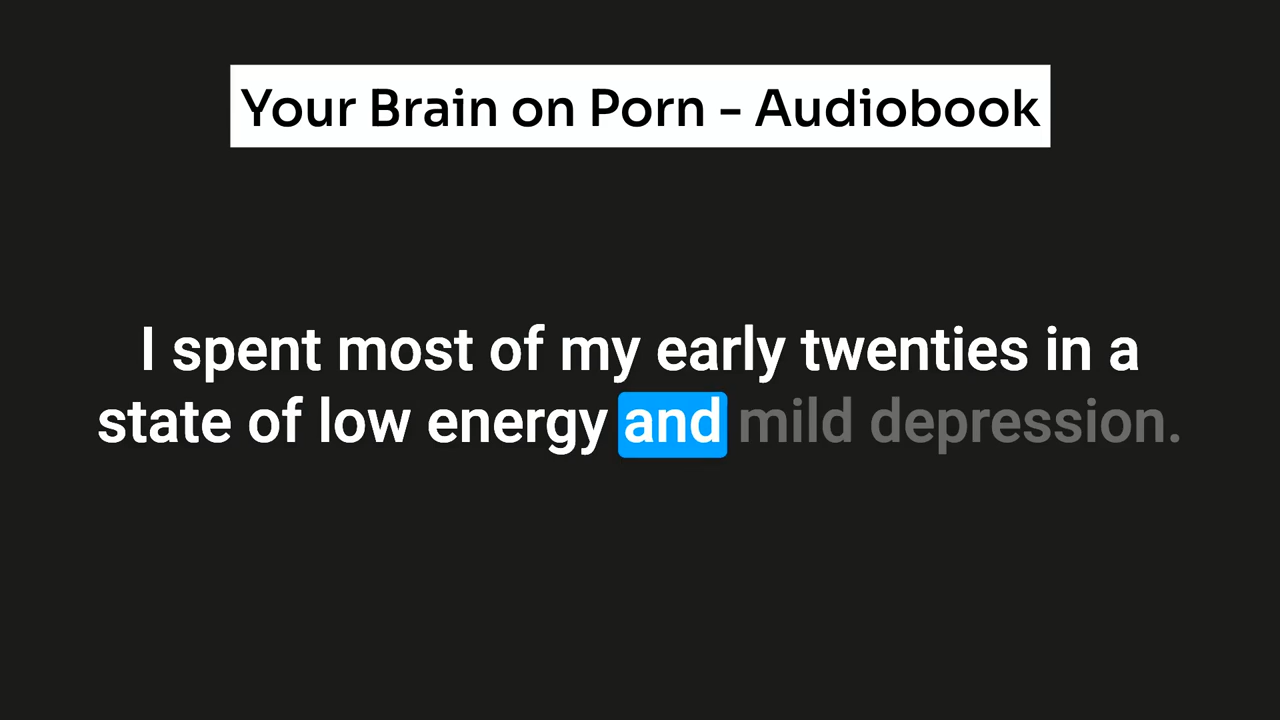 Your Brain on Porn - Audiobook
I spent most of my early twenties in a
state of low energy and mild depression.